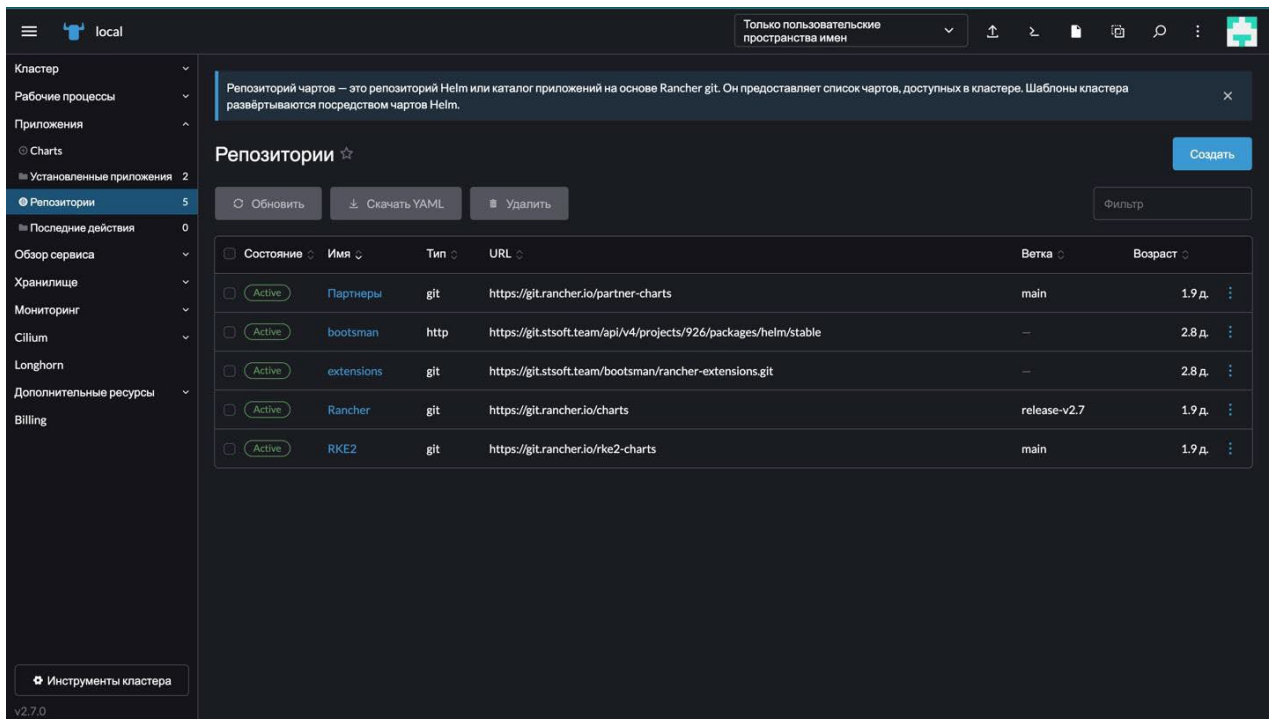 local
Только пользовательские
пространства имен
Кластер
Рабочие процессы
Приложения
Charts
Установленные приложения 2
Репозитории 5
Последние действия 0
Обзор сервиса
Хранилище
Мониторинг
Cilium
Longhorn
Дополнительные ресурсы
Billing
Инструменты кластера
v2.7.0
Репозиторий чартов — это репозиторий Helm или каталог приложений на основе Rancher git. Он предоставляет список чартов, доступных в кластере. Шаблоны кластера
развёртываются посредством чартов Helm.
Репозитории
Создать
Обновить Скачать YAML Удалить Фильтр
Состояние Имя Тип URL Ветка Возраст
Active Партнеры git https://git.rancher.io/partner-charts main 1.9 д.
Active bootsman http https://git.stsoft.team/api/v4/projects/926/packages/helm/stable — 2.8 д.
Active extensions git https://git.stsoft.team/bootsman/rancher-extensions.git — 2.8 д.
Active Rancher git https://git.rancher.io/charts release-v2.7 1.9 д.
Active RKE2 git https://git.rancher.io/rke2-charts main 1.9 д.